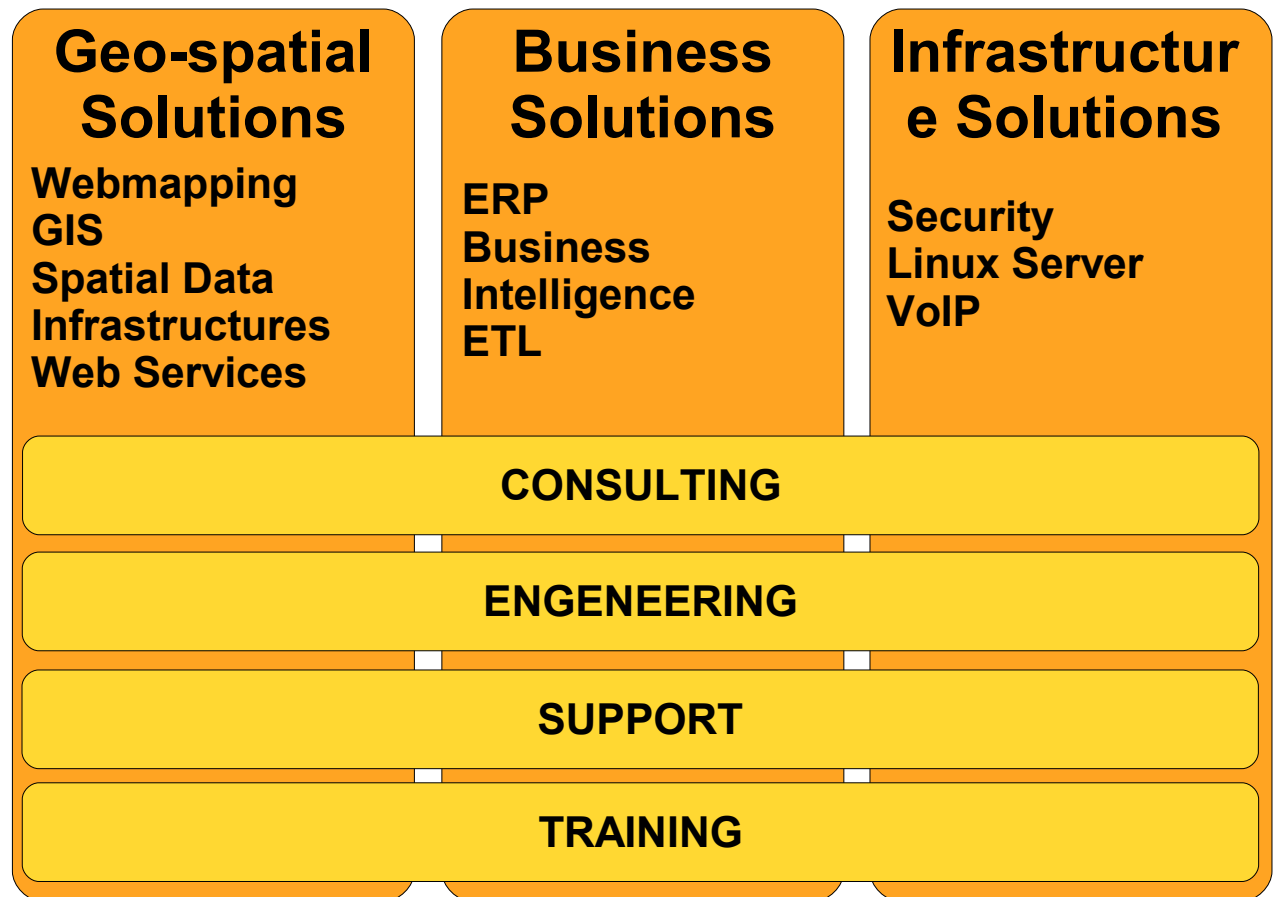 Geo-spatial
Solutions
Webmapping
GIS
Spatial Data
Infrastructures
Web Services
Business
Solutions
ERP
Business
Intelligence
ETL
Infrastructur
e Solutions
Security
Linux Server
VoIP
CONSULTING
ENGENEERING
SUPPORT
TRAINING